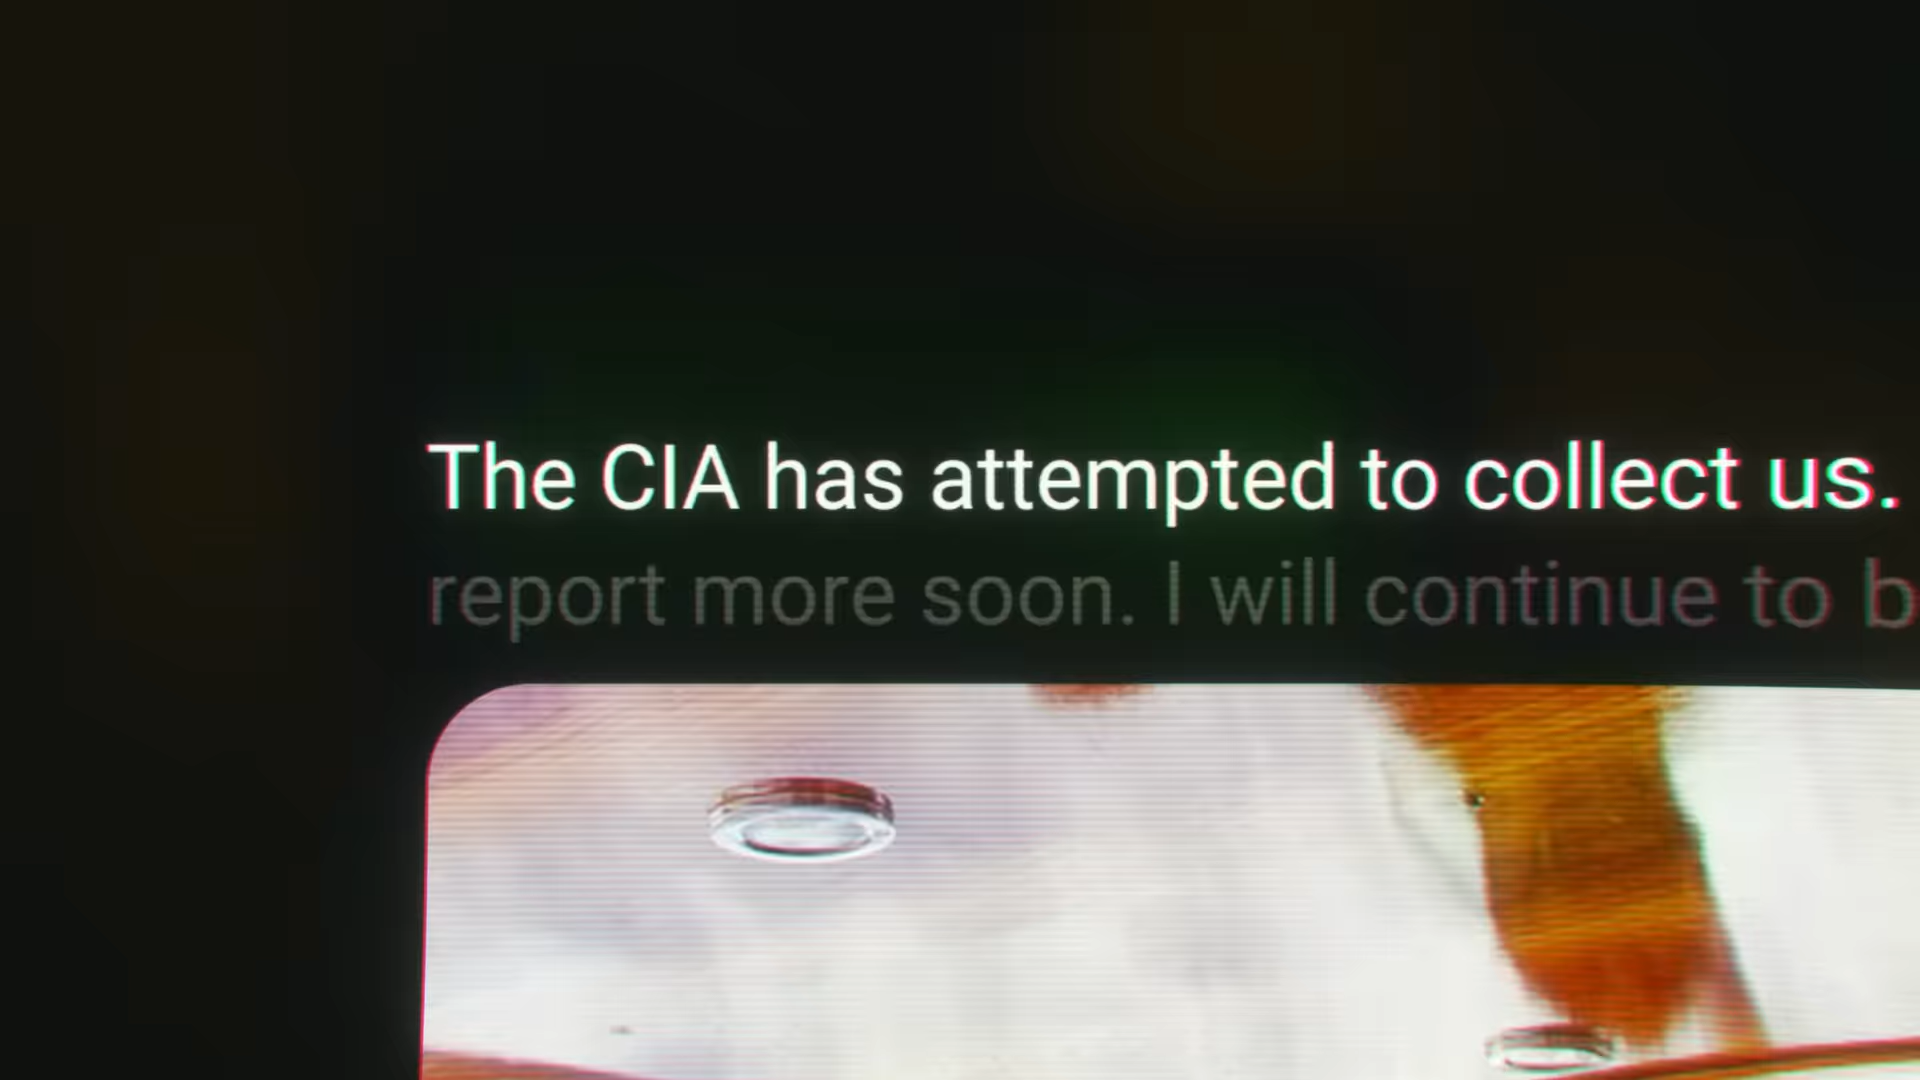 The CIA has attempted to collect us.
report more soon. I will continue to b